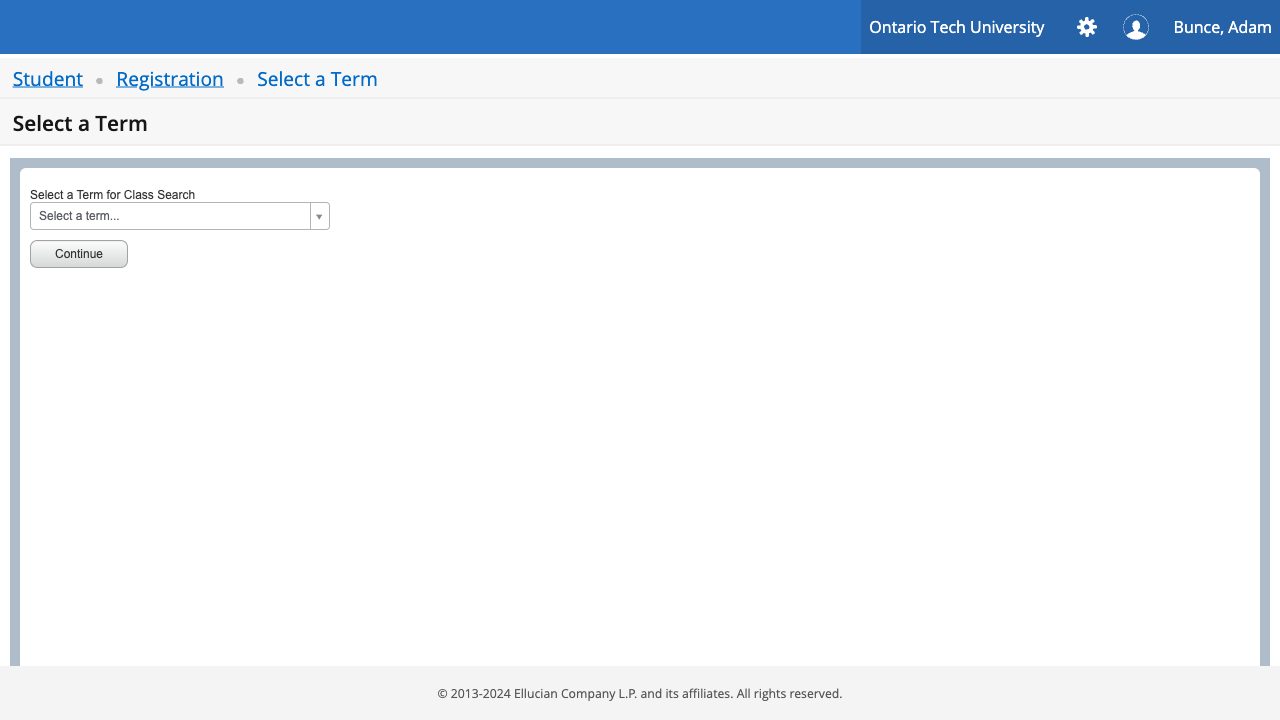 Ontario Tech University
Bunce, Adam
Student
Registration
Select a Term
Select a Term
Select a Term for Class Search
Select a term...
Continue
© 2013-2024 Ellucian Company L.P. and its affiliates. All rights reserved.